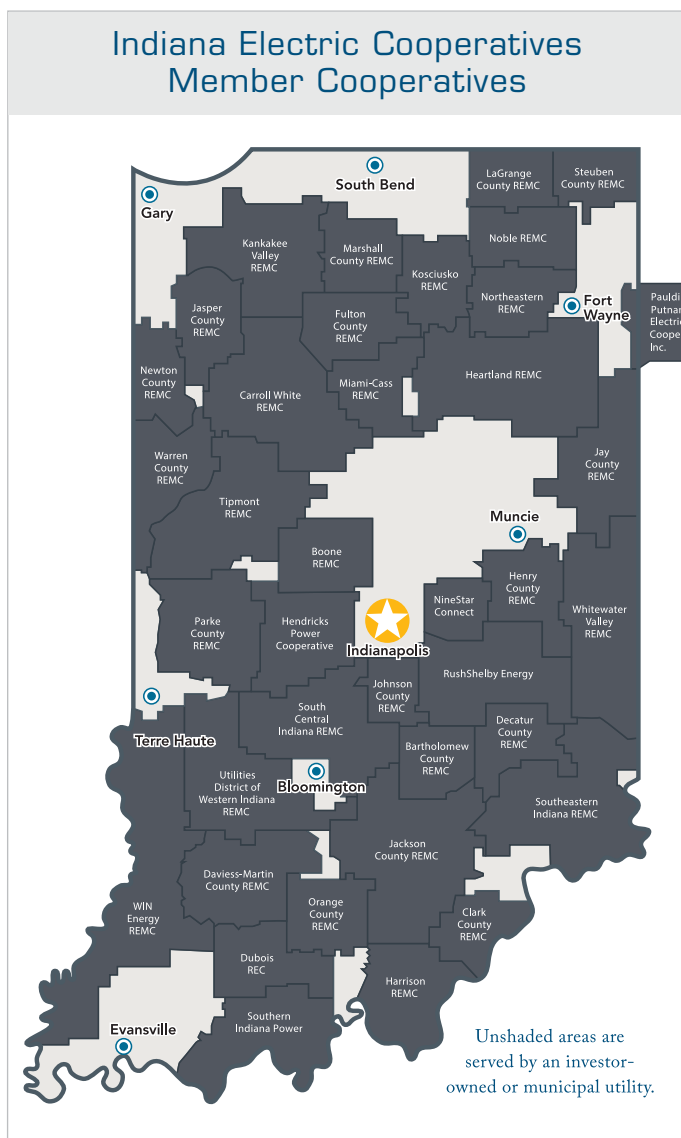 Indiana Electric Cooperatives
Member Cooperatives
South Bend
Gary
LaGrange
County REMC
Steuben
County REMC
Kankakee
Valley
REMC
Marshall
County REMC
Noble REMC
Kosciusko
REMC
Northeastern
REMC
Fort
Wayne
Jasper
County
REMC
Fulton
County
REMC
Electric
Inc.
Newton
County
REMC
Carroll White
REMC
Miami-Cass
REMC
Heartland REMC
Warren
County
REMC
Jay
County
REMC
Tipmont
REMC
Muncie
Boone
REMC
Henry
County
REMC
NineStar
Connect
Whitewater
Valley
REMC
Parke
County
REMC
Hendricks
Power
Cooperative
Indianapolis
RushShelby Energy
Johnson
County
REMC
South
Central
Indiana REMC
Decatur
County
REMC
Terre Haute
Bartholomew
County
REMC
Utilities
District of
Western Indiana
REMC
Bloomington
Southeastern
Indiana REMC
Jackson
County REMC
Daviess-Martin
County REMC
WIN
Energy
REMC
Orange
County
REMC
Clark
County
REMC
Dubois
REC
Harrison
REMC
Southern
Indiana Power
Evansville
Unshaded areas are
served by an investor-
owned or municipal utility.